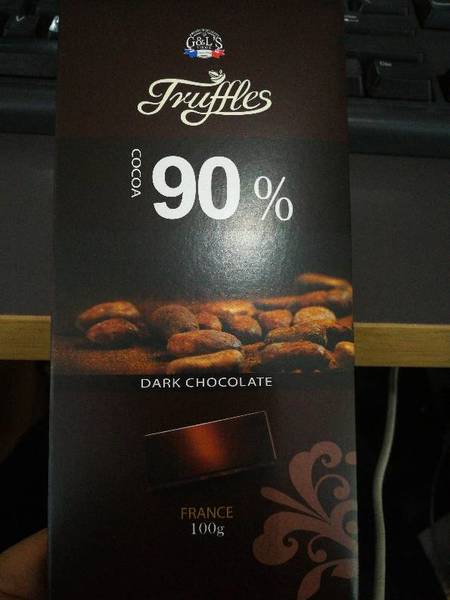 G&L'S
Truffles
COCOA
90 %
DARK CHOCOLATE
FRANCE
100g